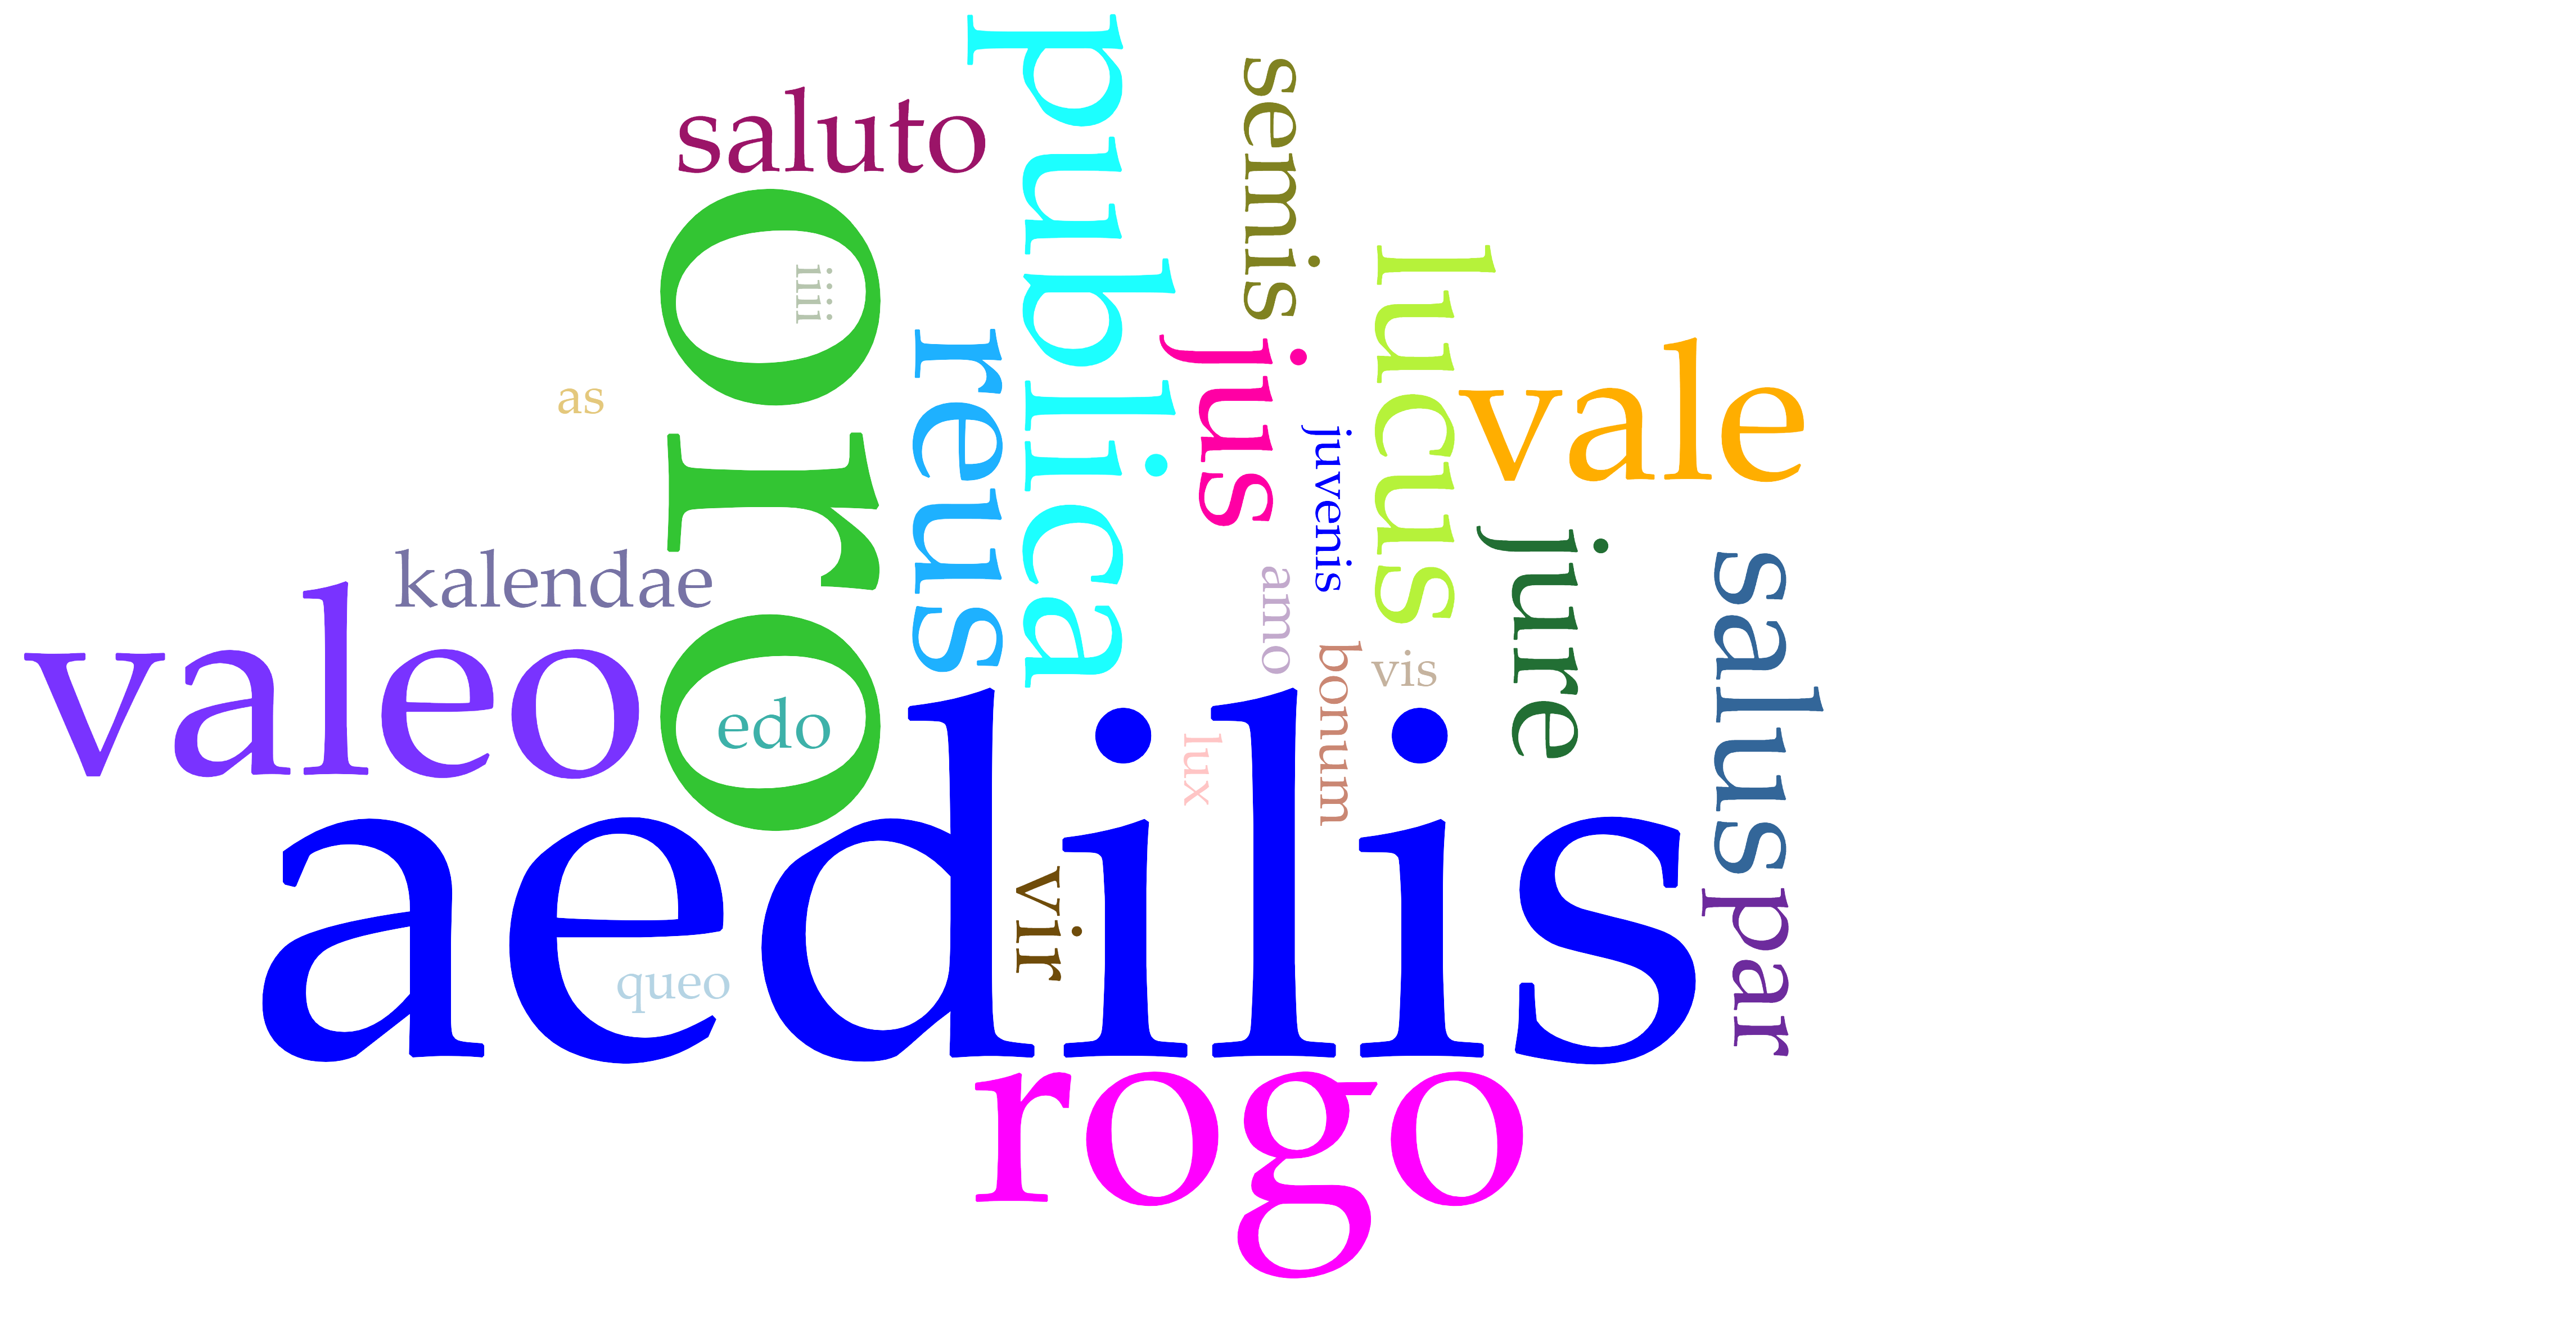 publica
semis
saluto
lucus
iiii
reus
jus
vale
as
oro
juvenis
jure
kalendae
salus
amo
valeo
bonum
vis
edo
lux
aedilis
vir
par
queo
rogo